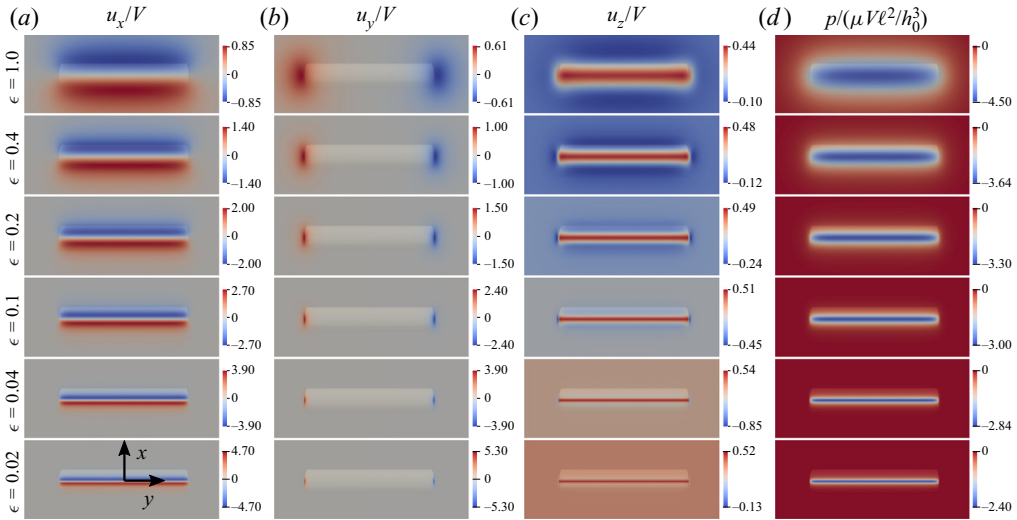 (a) u_x/V (b) u_y/V (c) u_z/V (d) p/(μVℓ²/h₀³)
ϵ = 1.0 0.85 0 −0.85 0.61 0 −0.61 0.44 −0.10 0 −4.50
ϵ = 0.4 1.40 0 −1.40 1.00 0 −1.00 0.48 −0.12 0 −3.64
ϵ = 0.2 2.00 0 −2.00 1.50 0 −1.50 0.49 −0.24 0 −3.30
ϵ = 0.1 2.70 0 −2.70 2.40 0 −2.40 0.51 −0.45 0 −3.00
ϵ = 0.04 3.90 0 −3.90 3.90 0 −3.90 0.54 −0.85 0 −2.84
ϵ = 0.02 x y 4.70 0 −4.70 5.30 0 −5.30 0.52 −0.13 0 −2.40